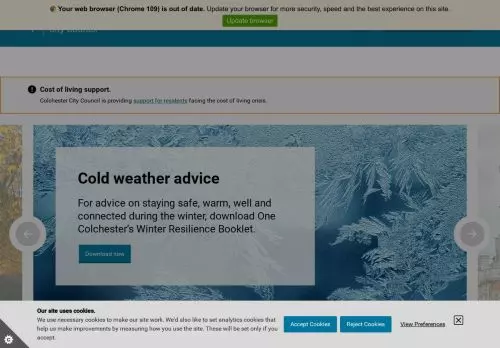 Your web browser (Chrome 109) is out of date. Update your browser for more security, speed and the best experience on this site.
Update browser
Cost of living support.
Colchester City Council is providing support for residents facing the cost of living crisis.
Cold weather advice
For advice on staying safe, warm, well and
connected during the winter, download One
Colchester's Winter Resilience Booklet.
Download now
Our site uses cookies.
We use necessary cookies to make our site work. We'd also like to set analytics cookies that
help us make improvements by measuring how you use the site. These will be set only if you
accept.
Accept Cookies
Reject Cookies
View Preferences